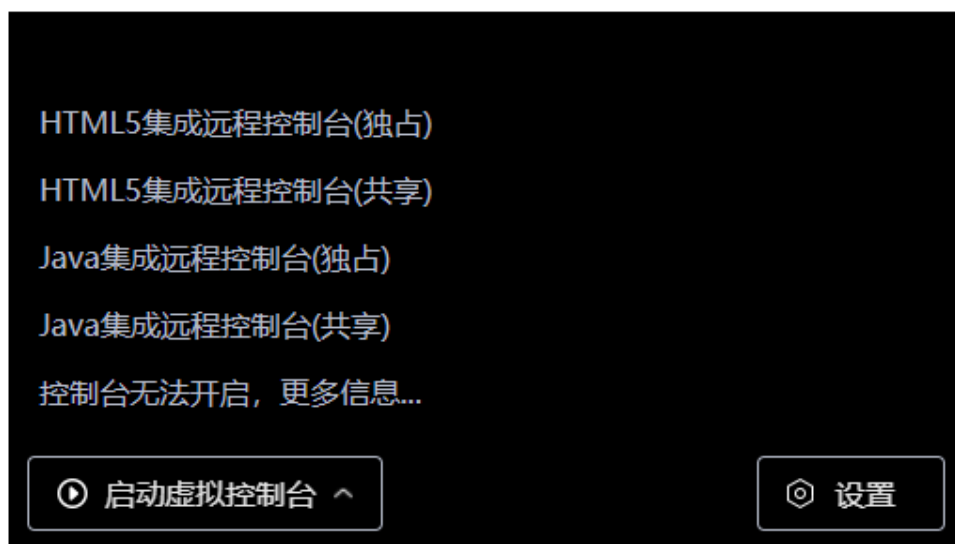 HTML5集成远程控制台(独占)
HTML5集成远程控制台(共享)
Java集成远程控制台(独占)
Java集成远程控制台(共享)
控制台无法开启，更多信息...
启动虚拟控制台
设置